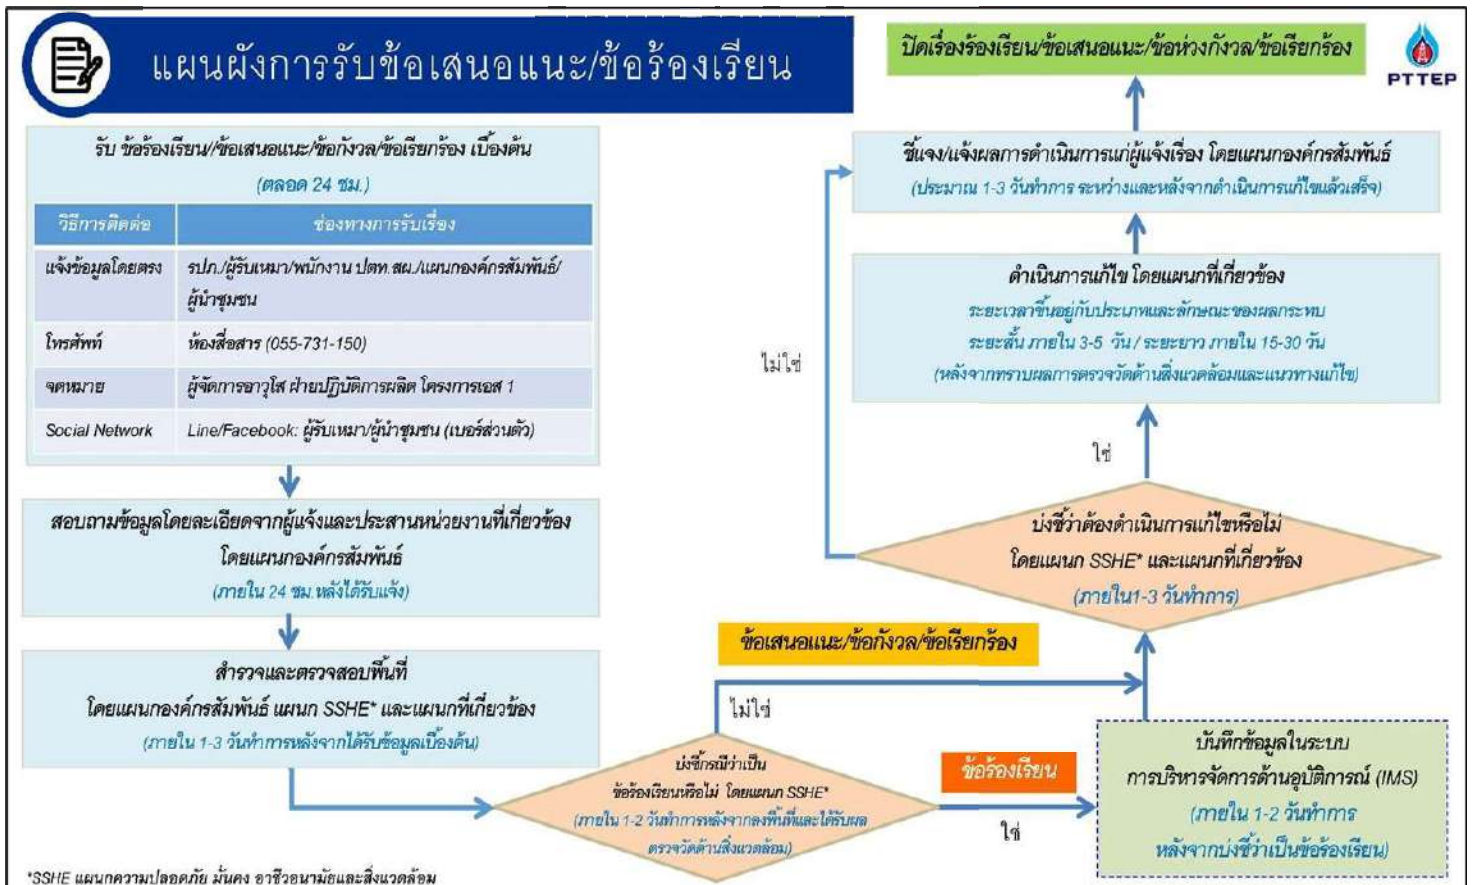 แผนผังการรับข้อเสนอแนะ/ข้อร้องเรียน
รับ ข้อร้องเรียน//ข้อเสนอแนะ/ข้อกังวล/ข้อเรียกร้อง เบื้องต้น
(ตลอด 24 ชม.)
วิธีการติดต่อ ช่องทางการรับเรื่อง
แจ้งข้อมูลโดยตรง รปภ./ผู้รับเหมา/พนักงาน ปตท.สผ./แผนกองค์กรสัมพันธ์/
ผู้นำชุมชน
โทรศัพท์ ห้องสื่อสาร (055-731-150)
จดหมาย ผู้จัดการอาวุโส ฝ่ายปฏิบัติการผลิต โครงการเอส 1
Social Network Line/Facebook: ผู้รับเหมา/ผู้นำชุมชน (เบอร์ส่วนตัว)
สอบถามข้อมูลโดยละเอียดจากผู้แจ้งและประสานหน่วยงานที่เกี่ยวข้อง
โดยแผนกองค์กรสัมพันธ์
(ภายใน 24 ชม.หลังได้รับแจ้ง)
สำรวจและตรวจสอบพื้นที่
โดยแผนกองค์กรสัมพันธ์ แผนก SSHE* และแผนกที่เกี่ยวข้อง
(ภายใน 1-3 วันทำการหลังจากได้รับข้อมูลเบื้องต้น)
บ่งชี้กรณีว่าเป็น
ข้อร้องเรียนหรือไม่ โดยแผนก SSHE*
(ภายใน 1-2 วันทำการหลังจากลงพื้นที่และได้รับผล
ตรวจวัดด้านสิ่งแวดล้อม)
ไม่ใช่
ข้อเสนอแนะ/ข้อกังวล/ข้อเรียกร้อง
ข้อร้องเรียน
ใช่
บันทึกข้อมูลในระบบ
การบริหารจัดการด้านอุบัติการณ์ (IMS)
(ภายใน 1-2 วันทำการ
หลังจากบ่งชี้ว่าเป็นข้อร้องเรียน)
บ่งชี้ว่าต้องดำเนินการแก้ไขหรือไม่
โดยแผนก SSHE* และแผนกที่เกี่ยวข้อง
(ภายใน1-3 วันทำการ)
ใช่
ไม่ใช่
ดำเนินการแก้ไข โดยแผนกที่เกี่ยวข้อง
ระยะเวลาขึ้นอยู่กับประเภทและลักษณะของผลกระทบ
ระยะสั้น ภายใน 3-5 วัน / ระยะยาว ภายใน 15-30 วัน
(หลังจากทราบผลการตรวจวัดด้านสิ่งแวดล้อมและแนวทางแก้ไข)
ชี้แจง/แจ้งผลการดำเนินการแก่ผู้แจ้งเรื่อง โดยแผนกองค์กรสัมพันธ์
(ประมาณ 1-3 วันทำการ ระหว่างและหลังจากดำเนินการแก้ไขแล้วเสร็จ)
ปิดเรื่องร้องเรียน/ข้อเสนอแนะ/ข้อห่วงกังวล/ข้อเรียกร้อง
PTTEP
*SSHE แผนกความปลอดภัย มั่นคง อาชีวอนามัยและสิ่งแวดล้อม